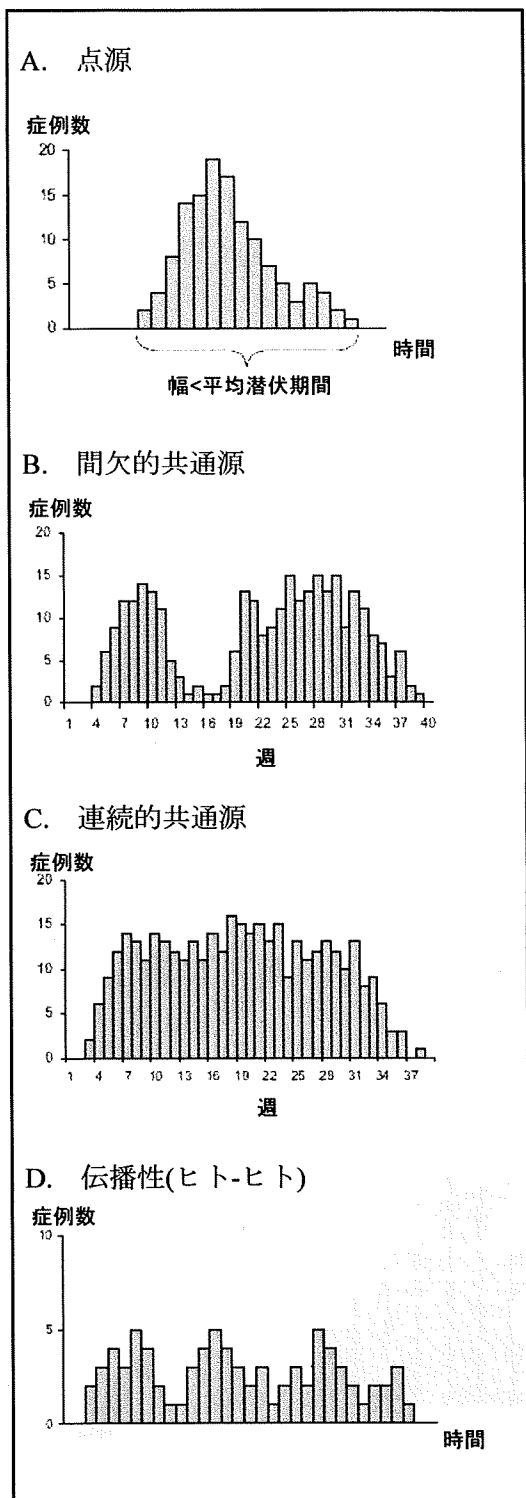 A. 点源
症例数
20
15
10
5
0
時間
幅<平均潜伏期間
B. 間欠的共通源
症例数
20
15
10
5
0
1 4 7 10 13 16 19 22 25 28 31 34 37 40
週
C. 連続的共通源
症例数
20
15
10
5
0
1 4 7 10 13 16 19 22 25 28 31 34 37
週
D. 伝播性(ヒト-ヒト)
症例数
10
5
0
時間